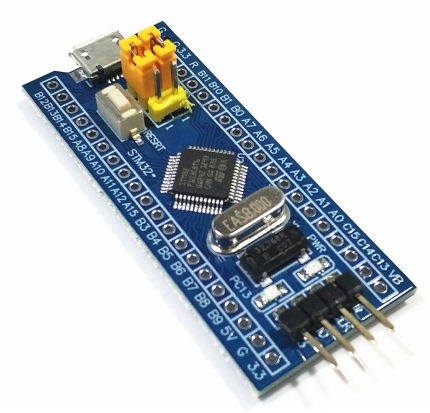 G G 3.3 R B11 B10 B1 B0 A7 A6 A5 A4 A3 A2 A1 A0 C15 C14 C13 VB
B12 B13 B14 B15 A8 A9 A10 A11 A12 A15 B3 B4 B5 B6 B7 B8 B9 5V G 3.3
RESRT
STM32
PWR
PC13